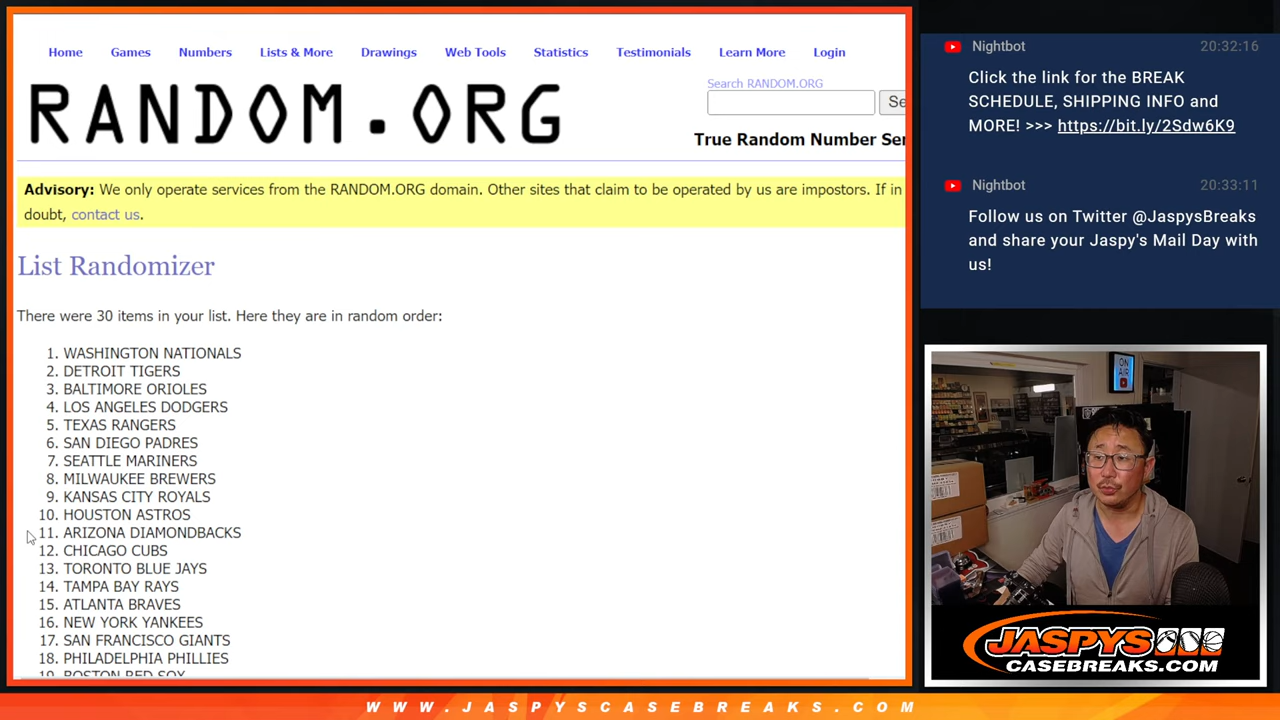 Home Games Numbers Lists & More Drawings Web Tools Statistics Testimonials Learn More Login
RANDOM.ORG
Search RANDOM.ORG
Se
True Random Number Ser
Advisory: We only operate services from the RANDOM.ORG domain. Other sites that claim to be operated by us are impostors. If in
doubt, contact us.
List Randomizer
There were 30 items in your list. Here they are in random order:
1. WASHINGTON NATIONALS
2. DETROIT TIGERS
3. BALTIMORE ORIOLES
4. LOS ANGELES DODGERS
5. TEXAS RANGERS
6. SAN DIEGO PADRES
7. SEATTLE MARINERS
8. MILWAUKEE BREWERS
9. KANSAS CITY ROYALS
10. HOUSTON ASTROS
11. ARIZONA DIAMONDBACKS
12. CHICAGO CUBS
13. TORONTO BLUE JAYS
14. TAMPA BAY RAYS
15. ATLANTA BRAVES
16. NEW YORK YANKEES
17. SAN FRANCISCO GIANTS
18. PHILADELPHIA PHILLIES
19. BOSTON RED SOX
Nightbot 20:32:16
Click the link for the BREAK
SCHEDULE, SHIPPING INFO and
MORE! >>> https://bit.ly/2Sdw6K9
Nightbot 20:33:11
Follow us on Twitter @JaspysBreaks
and share your Jaspy's Mail Day with
us!
ON
AIR
JASPYS
CASEBREAKS.COM
WWW.JASPYSCASEBREAKS.COM